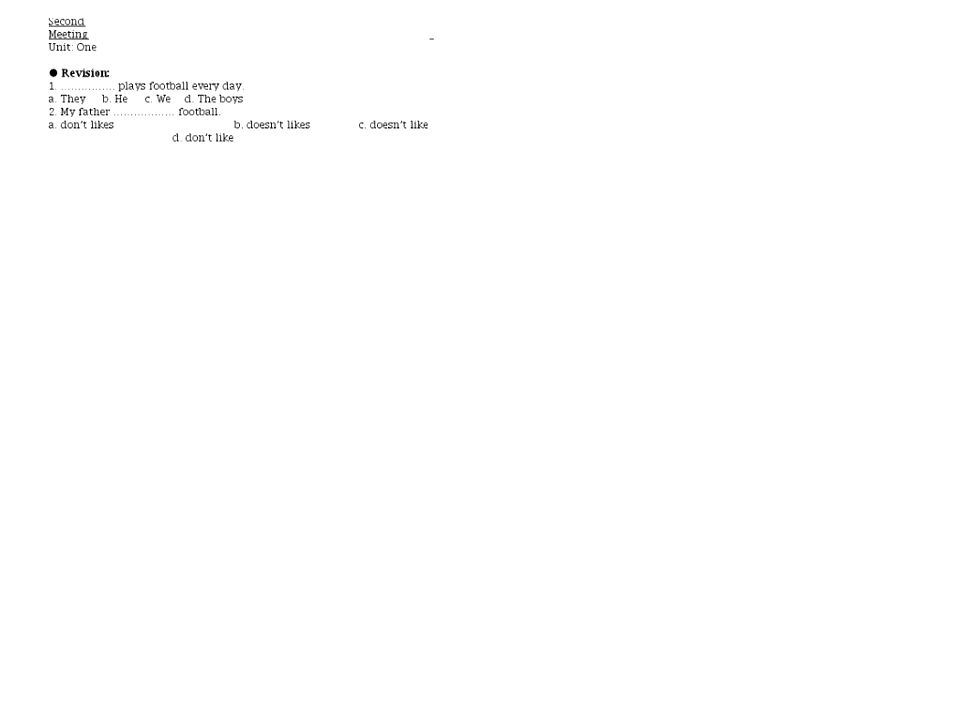 Second
Meeting
Unit: One
● Revision:
1. ................ plays football every day.
a. They b. He c. We d. The boys
2. My father .................. football.
a. don't likes b. doesn't likes c. doesn't like
d. don't like